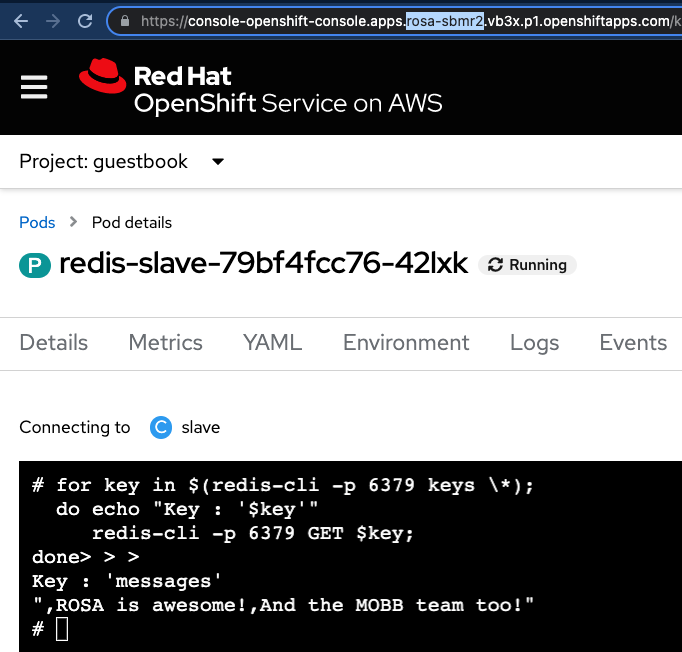 https://console-openshift-console.apps.rosa-sbmr2.vb3x.p1.openshiftapps.com/k
Red Hat
OpenShift Service on AWS
Project: guestbook
Pods > Pod details
P redis-slave-79bf4fcc76-42lxk Running
Details Metrics YAML Environment Logs Events
Connecting to C slave
# for key in $(redis-cli -p 6379 keys \*);
  do echo "Key : '$key'"
     redis-cli -p 6379 GET $key;
done> > >
Key : 'messages'
",ROSA is awesome!,And the MOBB team too!"
#